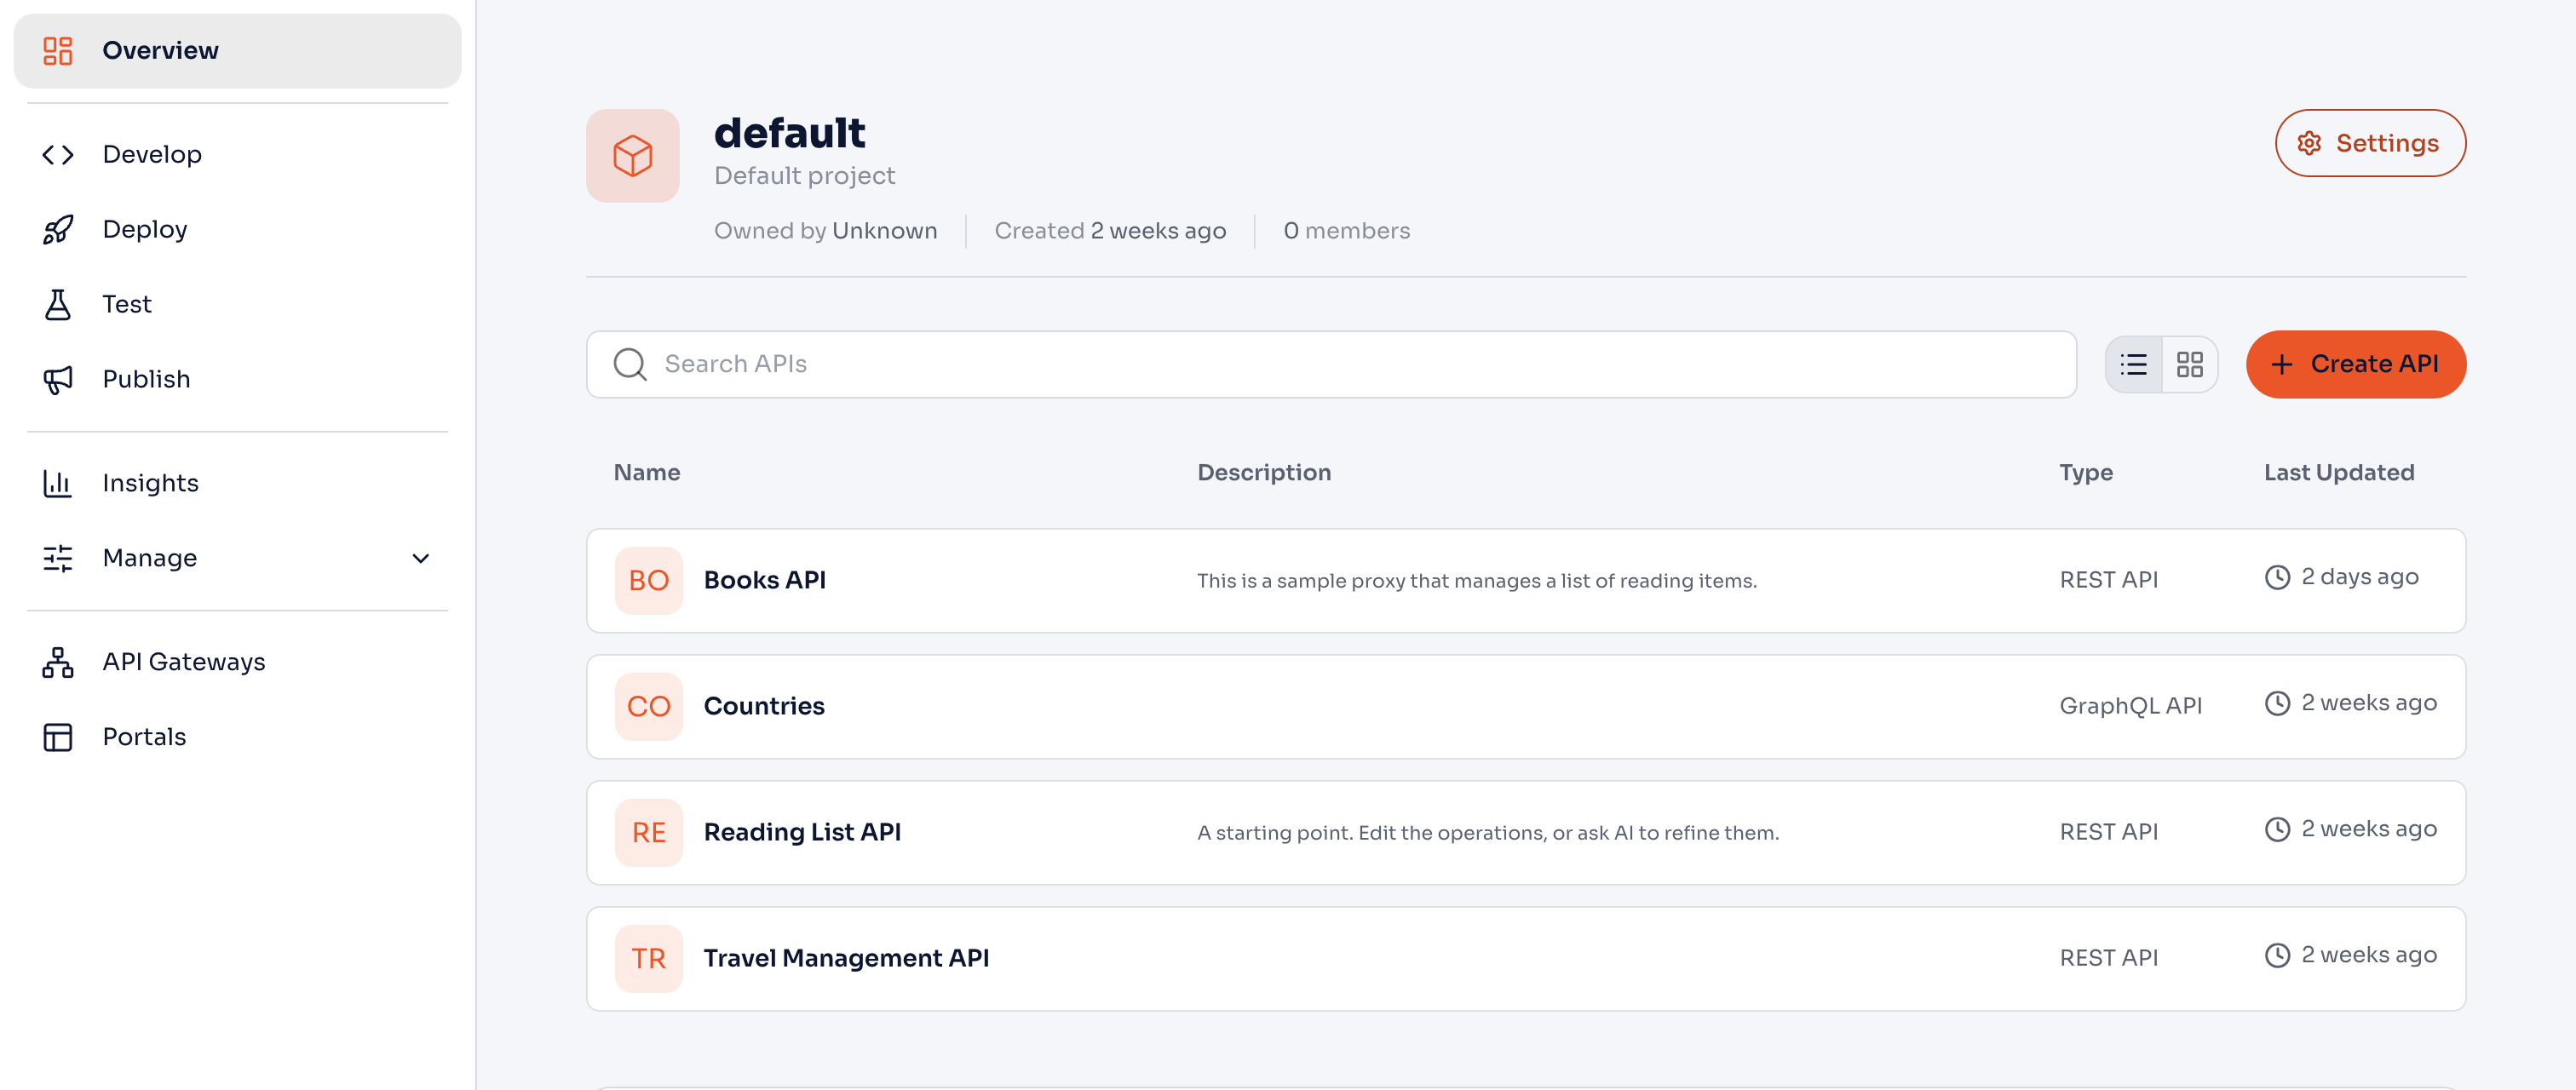 Overview
Develop
Deploy
Test
Publish
Insights
Manage
API Gateways
Portals
default
Default project
Owned by Unknown
Created 2 weeks ago
0 members
Settings
Search APIs
Create API
Name Description Type Last Updated
BO Books API This is a sample proxy that manages a list of reading items. REST API 2 days ago
CO Countries GraphQL API 2 weeks ago
RE Reading List API A starting point. Edit the operations, or ask AI to refine them. REST API 2 weeks ago
TR Travel Management API REST API 2 weeks ago